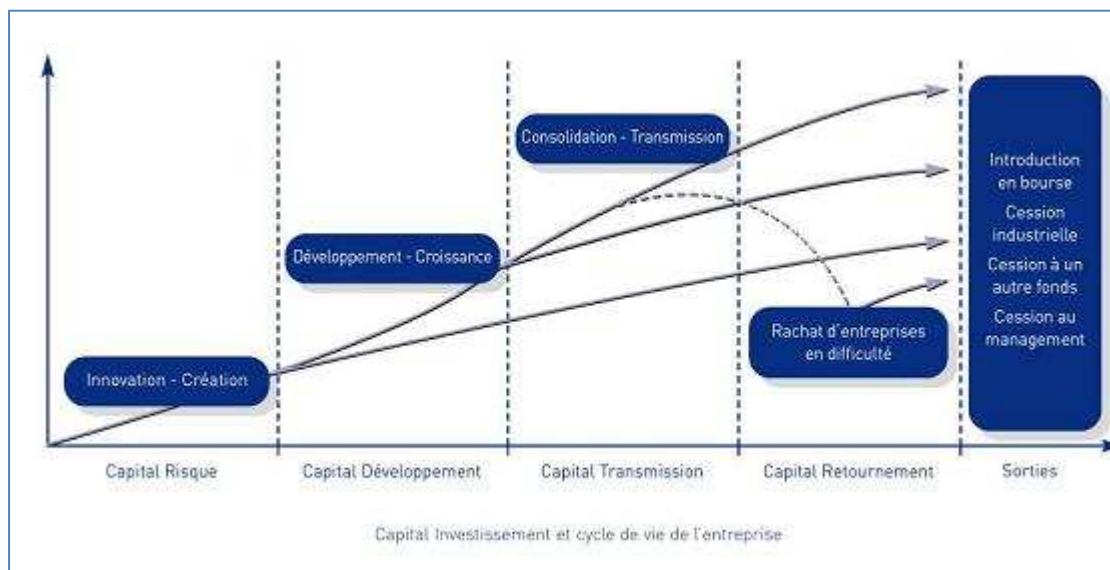 Consolidation - Transmission
Développement - Croissance
Innovation - Création
Rachat d'entreprises
en difficulté
Introduction
en bourse
Cession
industrielle
Cession à un
autre fonds
Cession au
management
Capital Risque
Capital Développement
Capital Transmission
Capital Retournement
Sorties
Capital Investissement et cycle de vie de l'entreprise